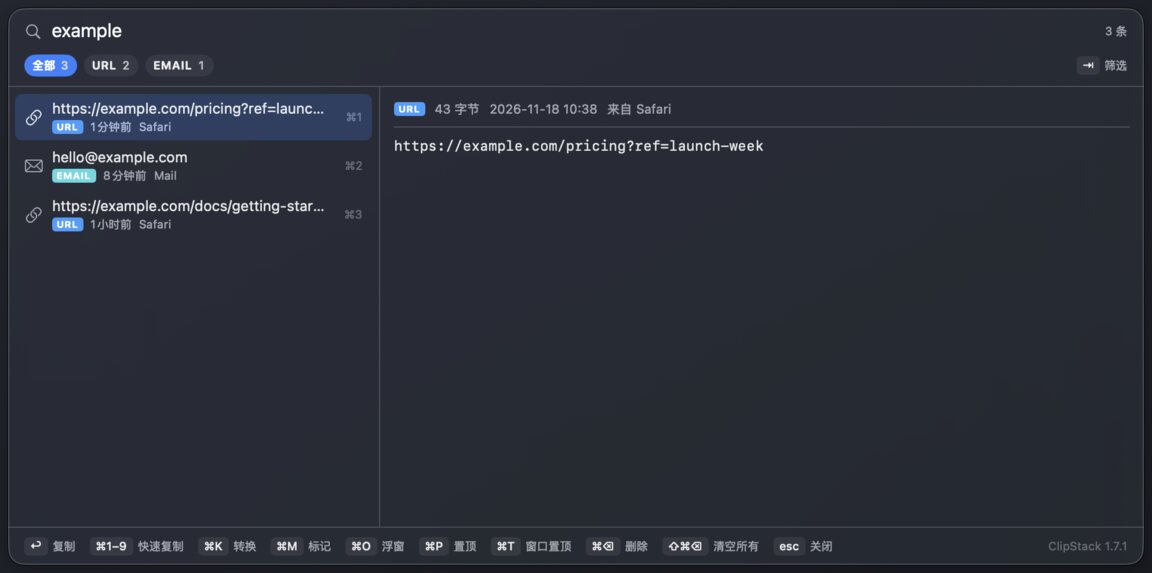 example
3 条
全部 3 URL 2 EMAIL 1
⇥ 筛选
https://example.com/pricing?ref=launc...
URL 1分钟前 Safari
⌘1
hello@example.com
EMAIL 8分钟前 Mail
⌘2
https://example.com/docs/getting-star...
URL 1小时前 Safari
⌘3
URL 43 字节 2026-11-18 10:38 来自 Safari
https://example.com/pricing?ref=launch-week
↩ 复制 ⌘1–9 快速复制 ⌘K 转换 ⌘M 标记 ⌘O 浮窗 ⌘P 置顶 ⌘T 窗口置顶 ⌘⌫ 删除 ⇧⌘⌫ 清空所有 esc 关闭
ClipStack 1.7.1